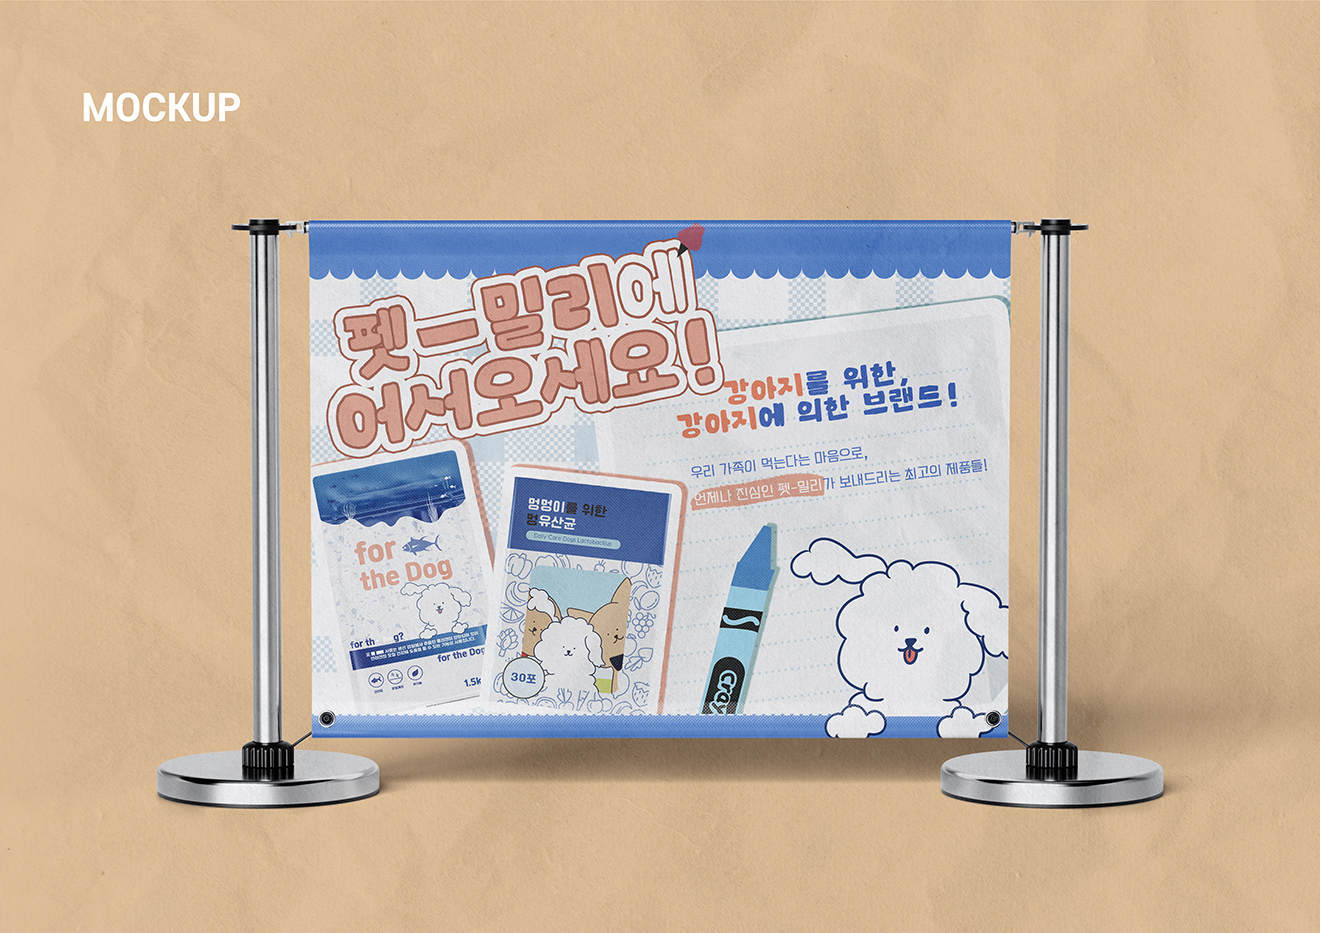 MOCKUP
펫—밀리에
어서오세요!
강아지를 위한,
강아지에 의한 브랜드!
우리 가족이 먹는다는 마음으로,
언제나 진심인 펫-밀리가 보내드리는 최고의 제품들!
for
the Dog
for th g?
for the Dog
1.5k
멍멍이를 위한
멍유산균
Daily Care Dogs Lactobacillus
30포
Cray